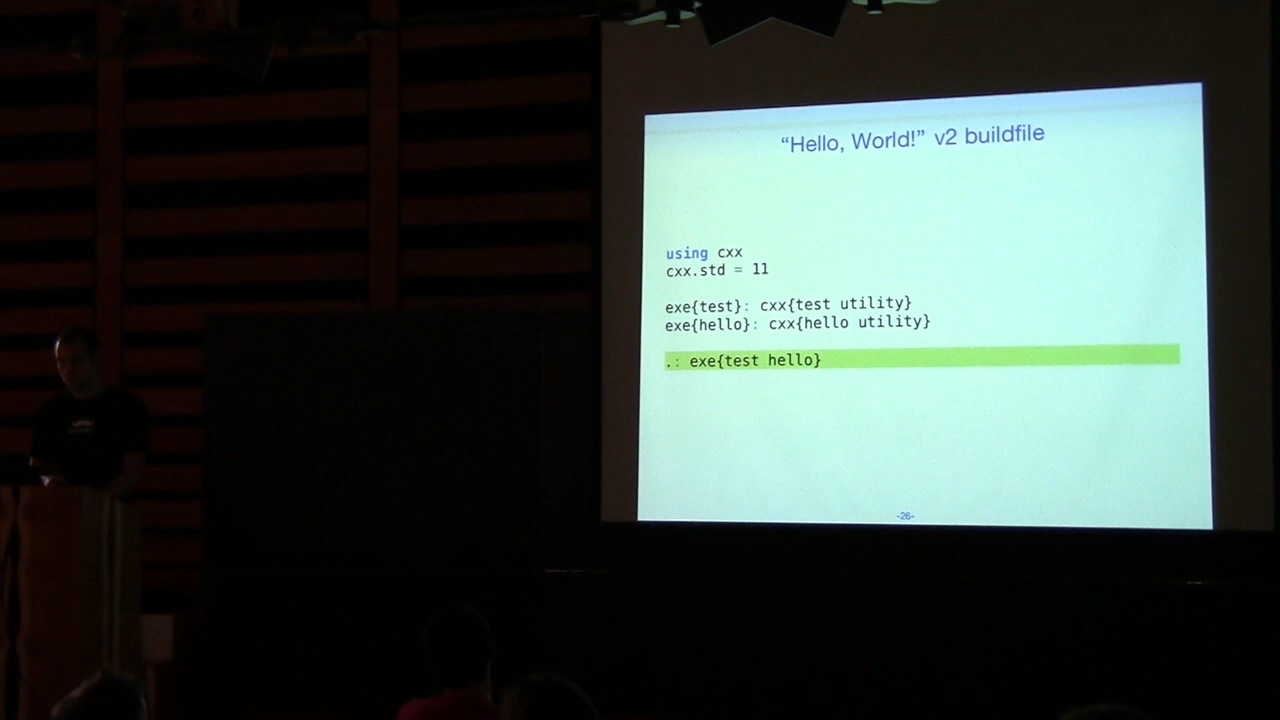 “Hello, World!” v2 buildfile
using cxx
cxx.std = 11
exe{test}: cxx{test utility}
exe{hello}: cxx{hello utility}
.: exe{test hello}
-26-